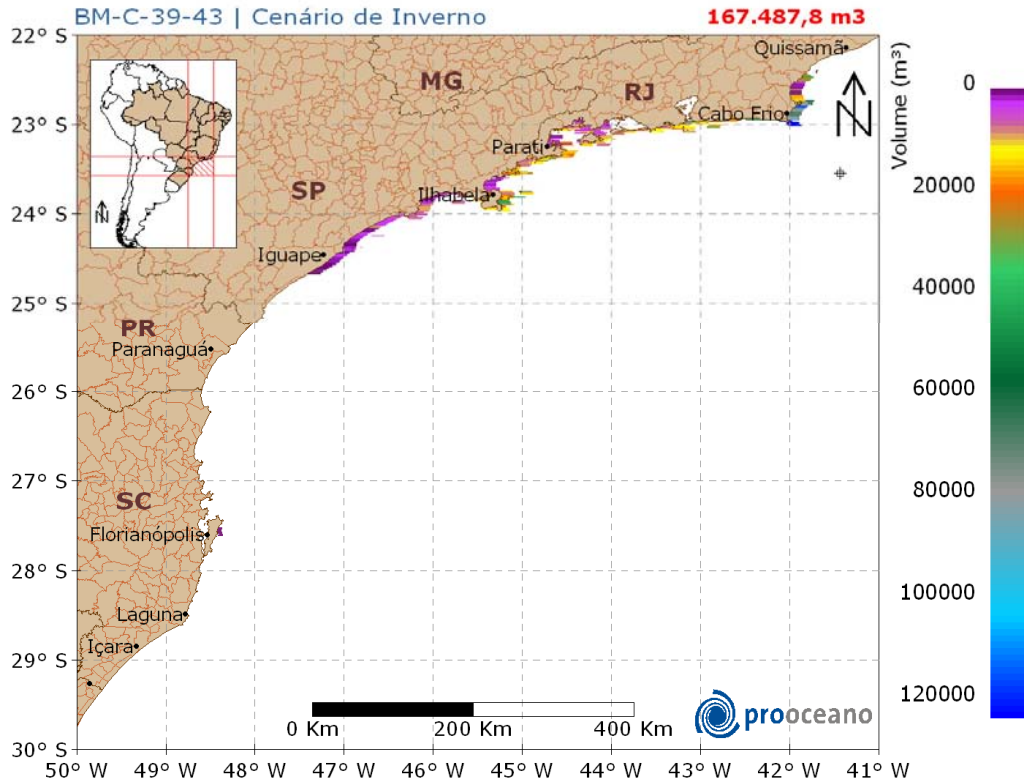 BM-C-39-43 | Cenário de Inverno
167.487,8 m3
22° S
23° S
24° S
25° S
26° S
27° S
28° S
29° S
30° S
50 W
49 W
48 W
47 W
46 W
45 W
44 W
43 W
42 W
41 W
N
MG
RJ
SP
PR
SC
Quissamã
Cabo Frio
Parati
Ilhabela
Iguape
Paranaguá
Florianópolis
Laguna
Içara
N
0 Km
200 Km
400 Km
prooceano
Volume (m³)
0
20000
40000
60000
80000
100000
120000